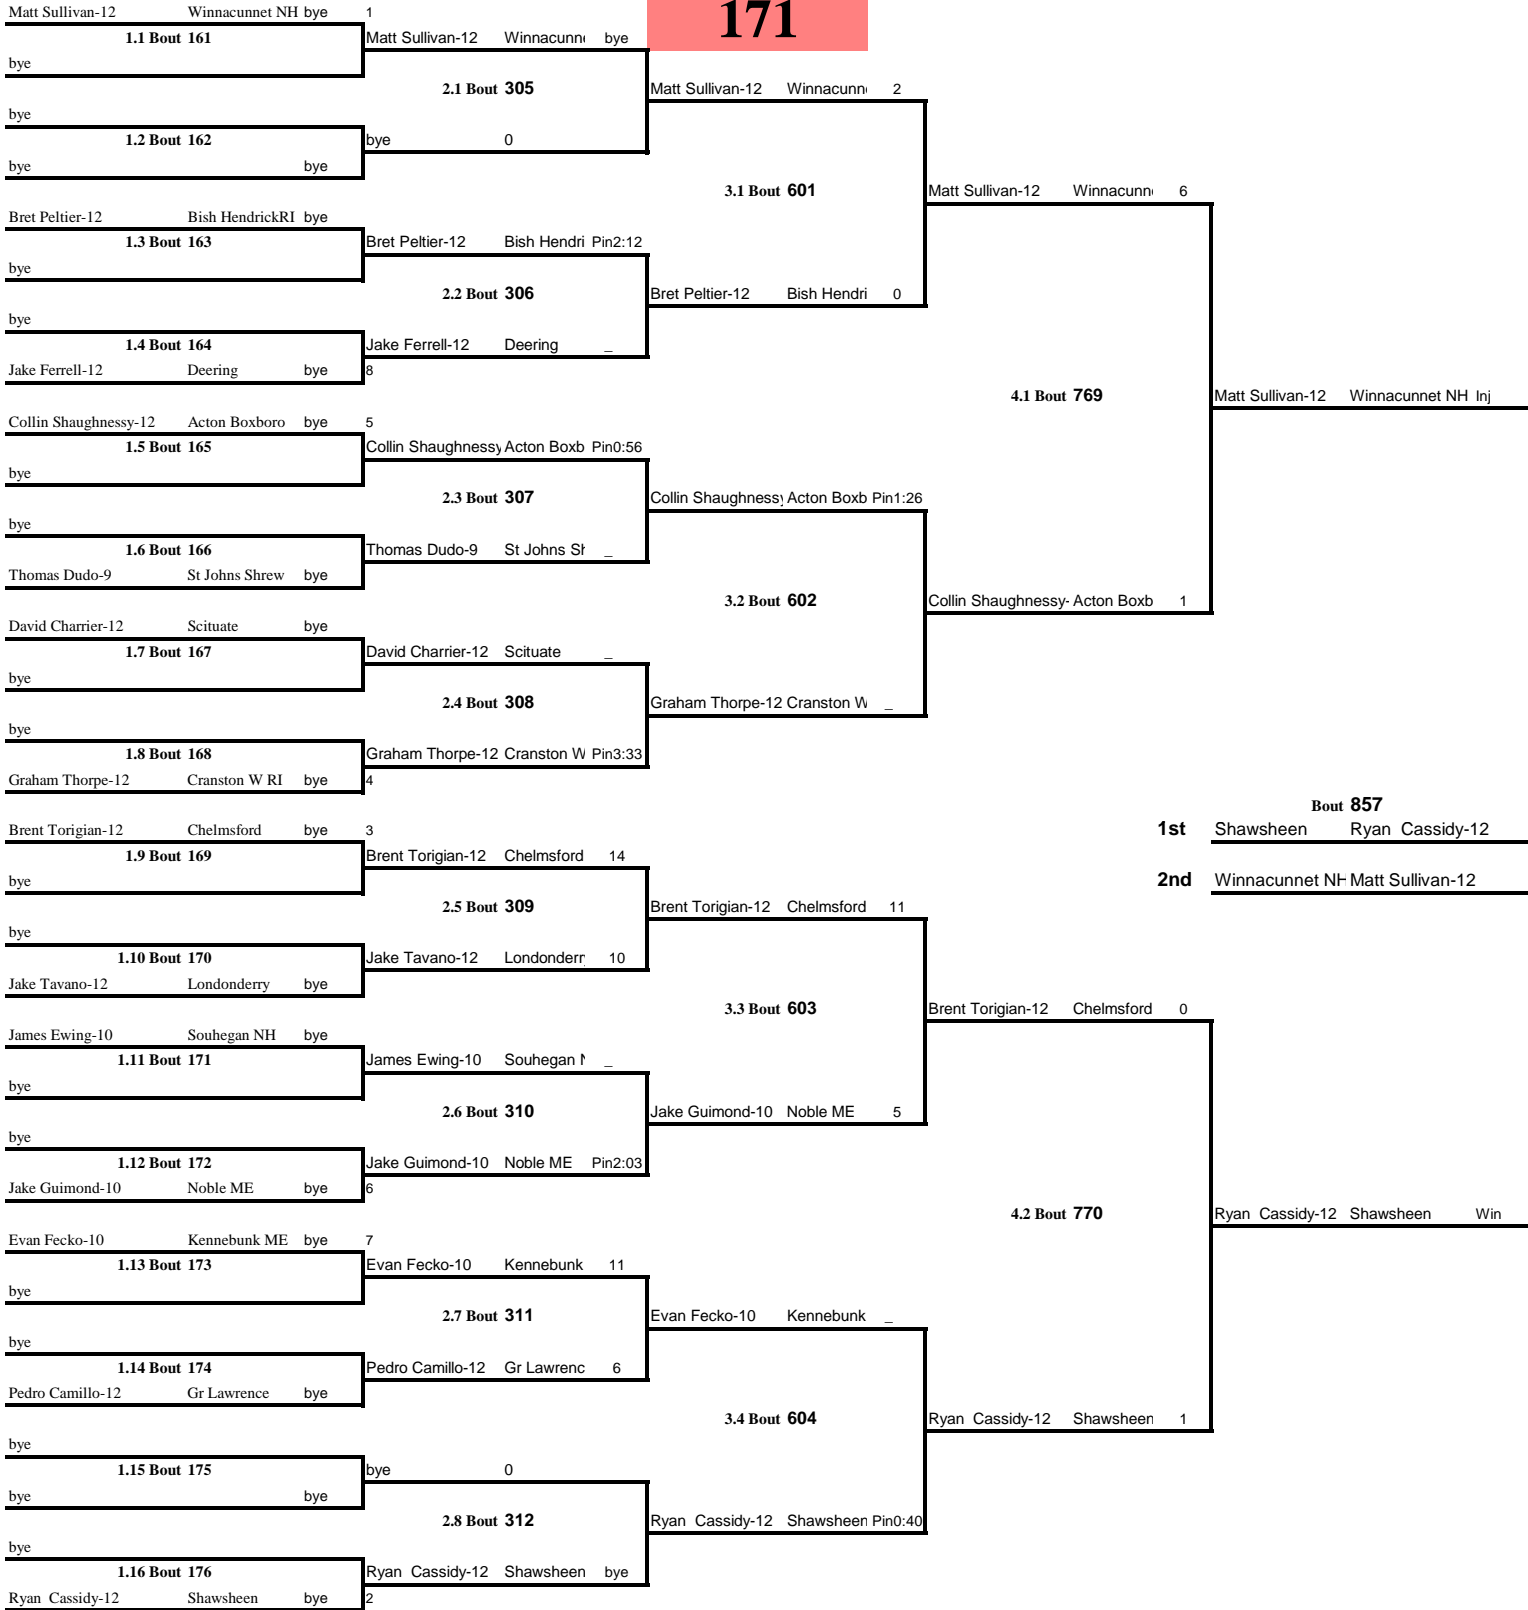 171
Matt Sullivan-12 Winnacunnet NH bye 1
1.1 Bout 161 Matt Sullivan-12 Winnacunn bye
bye
2.1 Bout 305 Matt Sullivan-12 Winnacunn 2
bye
1.2 Bout 162 bye 0
bye bye
3.1 Bout 601 Matt Sullivan-12 Winnacunn 6
Bret Peltier-12 Bish HendrickRI bye
1.3 Bout 163 Bret Peltier-12 Bish Hendri Pin2:12
bye
2.2 Bout 306 Bret Peltier-12 Bish Hendri 0
bye
1.4 Bout 164 Jake Ferrell-12 Deering _
Jake Ferrell-12 Deering bye 8
4.1 Bout 769 Matt Sullivan-12 Winnacunnet NH Inj
Collin Shaughnessy-12 Acton Boxboro bye 5
1.5 Bout 165 Collin Shaughnessy Acton Boxb Pin0:56
bye
2.3 Bout 307 Collin Shaughnessy Acton Boxb Pin1:26
bye
1.6 Bout 166 Thomas Dudo-9 St Johns Sh _
Thomas Dudo-9 St Johns Shrew bye
3.2 Bout 602 Collin Shaughnessy- Acton Boxb 1
David Charrier-12 Scituate bye
1.7 Bout 167 David Charrier-12 Scituate _
bye
2.4 Bout 308 Graham Thorpe-12 Cranston W _
bye
1.8 Bout 168 Graham Thorpe-12 Cranston W Pin3:33
Graham Thorpe-12 Cranston W RI bye 4
Bout 857
Brent Torigian-12 Chelmsford bye 3 1st Shawsheen Ryan Cassidy-12
1.9 Bout 169 Brent Torigian-12 Chelmsford 14
bye 2nd Winnacunnet NH Matt Sullivan-12
2.5 Bout 309 Brent Torigian-12 Chelmsford 11
bye
1.10 Bout 170 Jake Tavano-12 Londonderr 10
Jake Tavano-12 Londonderry bye
3.3 Bout 603 Brent Torigian-12 Chelmsford 0
James Ewing-10 Souhegan NH bye
1.11 Bout 171 James Ewing-10 Souhegan N _
bye
2.6 Bout 310 Jake Guimond-10 Noble ME 5
bye
1.12 Bout 172 Jake Guimond-10 Noble ME Pin2:03
Jake Guimond-10 Noble ME bye 6
4.2 Bout 770 Ryan Cassidy-12 Shawsheen Win
Evan Fecko-10 Kennebunk ME bye 7
1.13 Bout 173 Evan Fecko-10 Kennebunk 11
bye
2.7 Bout 311 Evan Fecko-10 Kennebunk _
bye
1.14 Bout 174 Pedro Camillo-12 Gr Lawrenc 6
Pedro Camillo-12 Gr Lawrence bye
3.4 Bout 604 Ryan Cassidy-12 Shawsheen 1
bye
1.15 Bout 175 bye 0
bye bye
2.8 Bout 312 Ryan Cassidy-12 Shawsheen Pin0:40
bye
1.16 Bout 176 Ryan Cassidy-12 Shawsheen bye
Ryan Cassidy-12 Shawsheen bye 2